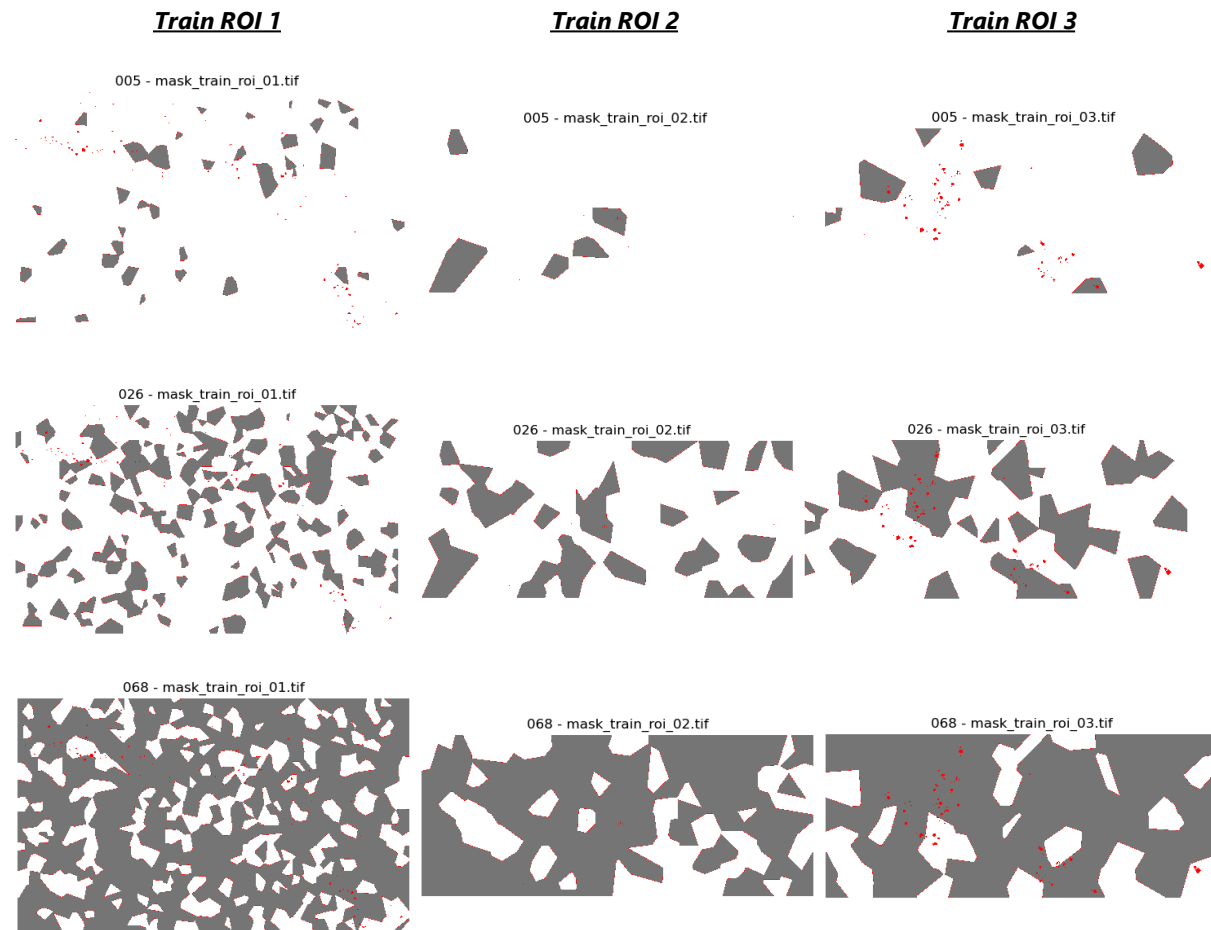 Train ROI 1
Train ROI 2
Train ROI 3
005 - mask_train_roi_01.tif
005 - mask_train_roi_02.tif
005 - mask_train_roi_03.tif
026 - mask_train_roi_01.tif
026 - mask_train_roi_02.tif
026 - mask_train_roi_03.tif
068 - mask_train_roi_01.tif
068 - mask_train_roi_02.tif
068 - mask_train_roi_03.tif